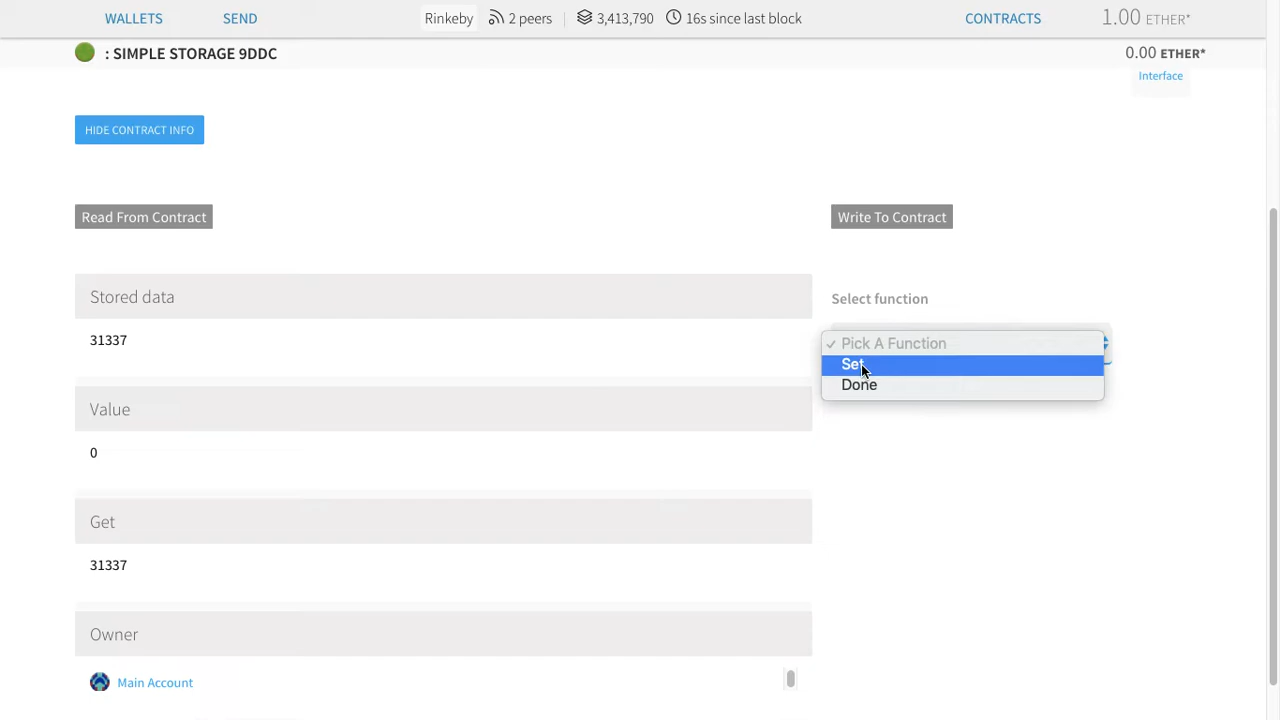 WALLETS SEND Rinkeby 2 peers 3,413,790 16s since last block CONTRACTS 1.00 ETHER*
: SIMPLE STORAGE 9DDC 0.00 ETHER*
Interface
HIDE CONTRACT INFO
Read From Contract
Write To Contract
Stored data
31337
Value
0
Get
31337
Owner
Main Account
Select function
✓ Pick A Function
Set
Done